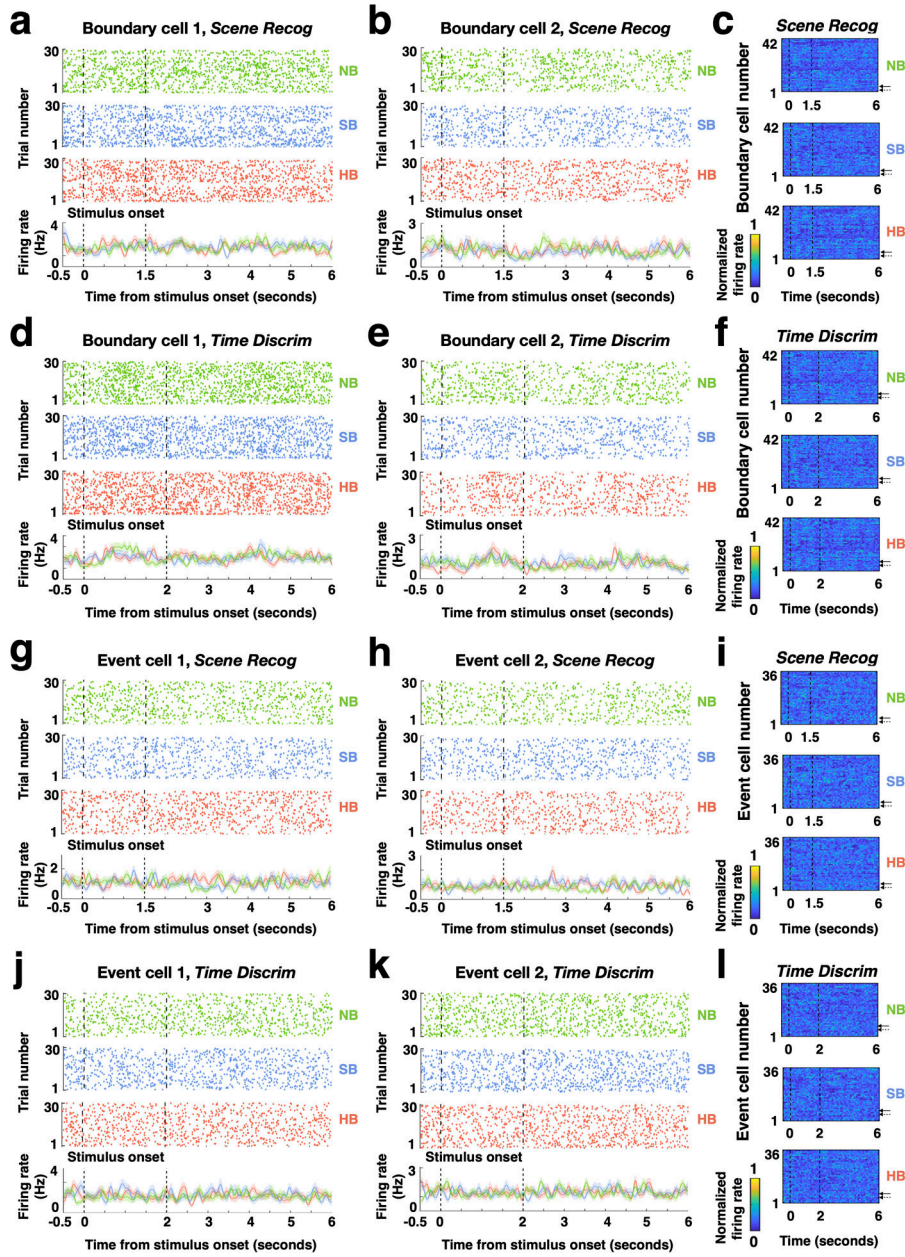 a
Boundary cell 1, Scene Recog
Trial number
30
1
NB
30
1
SB
30
1
HB
Stimulus onset
Firing rate
(Hz)
4
0
-0.5 0 1.5 3 4 5 6
Time from stimulus onset (seconds)
b
Boundary cell 2, Scene Recog
30
1
NB
30
1
SB
30
1
HB
Stimulus onset
Firing rate
(Hz)
3
0
-0.5 0 1.5 3 4 5 6
Time from stimulus onset (seconds)
c
Scene Recog
Boundary cell number
42
1
NB
0 1.5 6
42
1
SB
0 1.5 6
42
1
HB
0 1.5 6
Normalized
firing rate
1
0
Time (seconds)
d
Boundary cell 1, Time Discrim
Trial number
30
1
NB
30
1
SB
30
1
HB
Stimulus onset
Firing rate
(Hz)
4
0
-0.5 0 2 3 4 5 6
Time from stimulus onset (seconds)
e
Boundary cell 2, Time Discrim
30
1
NB
30
1
SB
30
1
HB
Stimulus onset
Firing rate
(Hz)
3
0
-0.5 0 2 3 4 5 6
Time from stimulus onset (seconds)
f
Time Discrim
Boundary cell number
42
1
NB
0 2 6
42
1
SB
0 2 6
42
1
HB
0 2 6
Normalized
firing rate
1
0
Time (seconds)
g
Event cell 1, Scene Recog
Trial number
30
1
NB
30
1
SB
30
1
HB
Stimulus onset
Firing rate
(Hz)
2
0
-0.5 0 1.5 3 4 5 6
Time from stimulus onset (seconds)
h
Event cell 2, Scene Recog
30
1
NB
30
1
SB
30
1
HB
Stimulus onset
Firing rate
(Hz)
3
0
-0.5 0 1.5 3 4 5 6
Time from stimulus onset (seconds)
i
Scene Recog
Event cell number
36
1
NB
0 1.5 6
36
1
SB
0 1.5 6
36
1
HB
0 1.5 6
Normalized
firing rate
1
0
Time (seconds)
j
Event cell 1, Time Discrim
Trial number
30
1
NB
30
1
SB
30
1
HB
Stimulus onset
Firing rate
(Hz)
4
0
-0.5 0 2 3 4 5 6
Time from stimulus onset (seconds)
k
Event cell 2, Time Discrim
30
1
NB
30
1
SB
30
1
HB
Stimulus onset
Firing rate
(Hz)
3
0
-0.5 0 2 3 4 5 6
Time from stimulus onset (seconds)
l
Time Discrim
Event cell number
36
1
NB
0 2 6
36
1
SB
0 2 6
36
1
HB
0 2 6
Normalized
firing rate
1
0
Time (seconds)